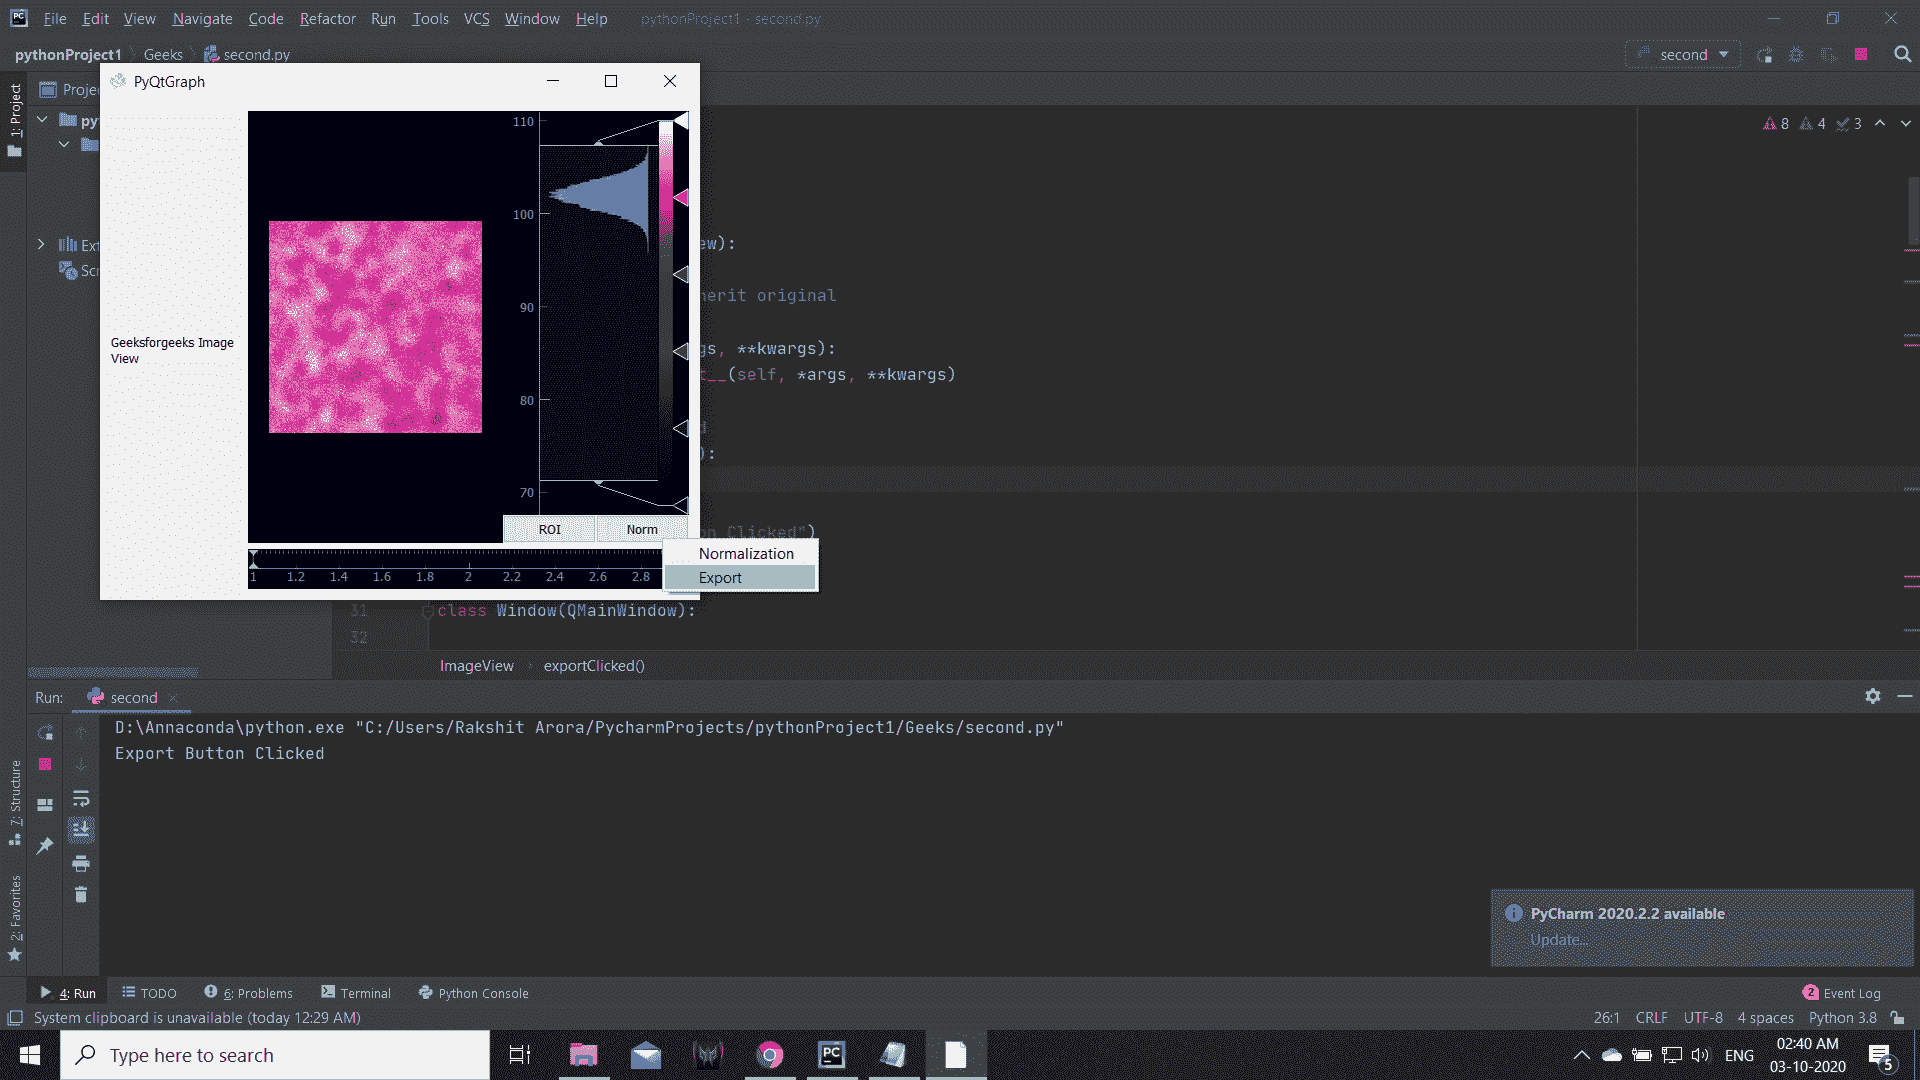 File Edit View Navigate Code Refactor Run Tools VCS Window Help pythonProject1 - second.py
pythonProject1 Geeks second.py second
PyQtGraph
1: Project
Geeksforgeeks Image
View
110
100
90
80
70
ROI Norm
Normalization
Export
1 1.2 1.4 1.6 1.8 2 2.2 2.4 2.6 2.8
8 4 3
ew):
herit original
gs, **kwargs):
t__(self, *args, **kwargs)
d
):
on Clicked")
31 class Window(QMainWindow):
32
ImageView exportClicked()
Run: second
D:\Annaconda\python.exe "C:/Users/Rakshit Arora/PycharmProjects/pythonProject1/Geeks/second.py"
Export Button Clicked
7: Structure
2: Favorites
PyCharm 2020.2.2 available
Update...
4: Run TODO 6: Problems Terminal Python Console 2 Event Log
System clipboard is unavailable (today 12:29 AM) 26:1 CRLF UTF-8 4 spaces Python 3.8
Type here to search PC ENG 02:40 AM
03-10-2020 5